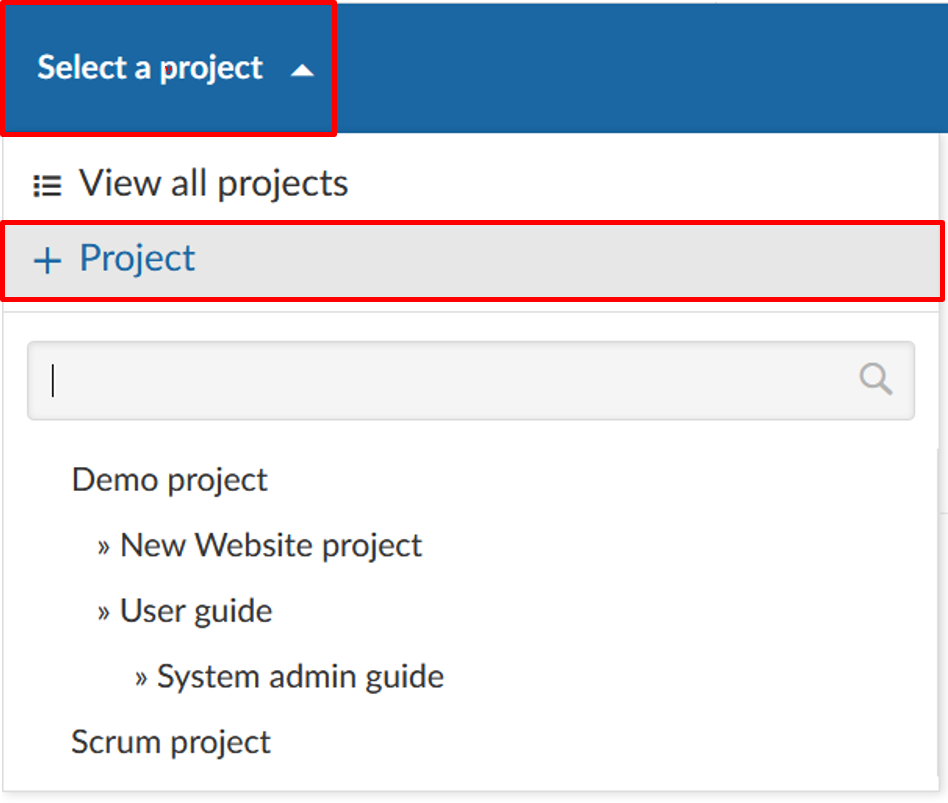 Select a project
View all projects
+ Project
Demo project
» New Website project
» User guide
» System admin guide
Scrum project